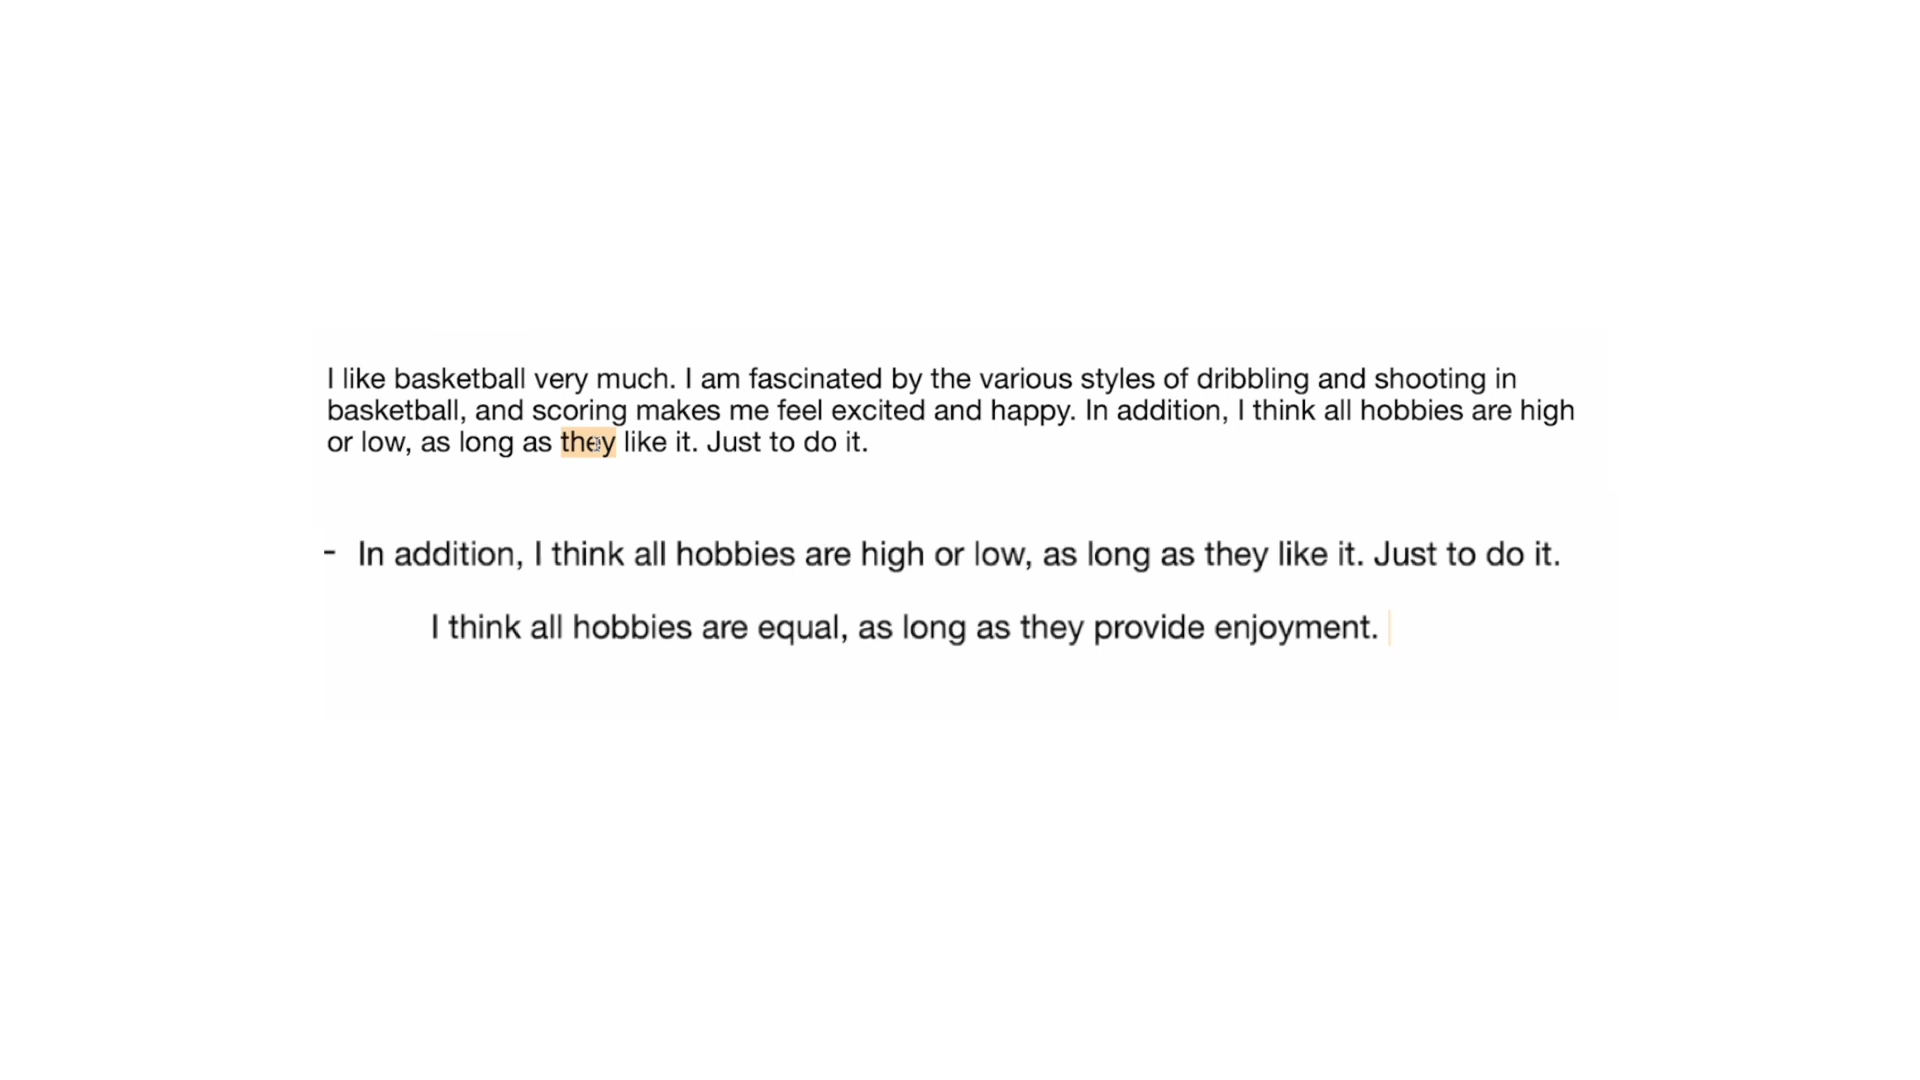 I like basketball very much. I am fascinated by the various styles of dribbling and shooting in
basketball, and scoring makes me feel excited and happy. In addition, I think all hobbies are high
or low, as long as they like it. Just to do it.
- In addition, I think all hobbies are high or low, as long as they like it. Just to do it.
I think all hobbies are equal, as long as they provide enjoyment.